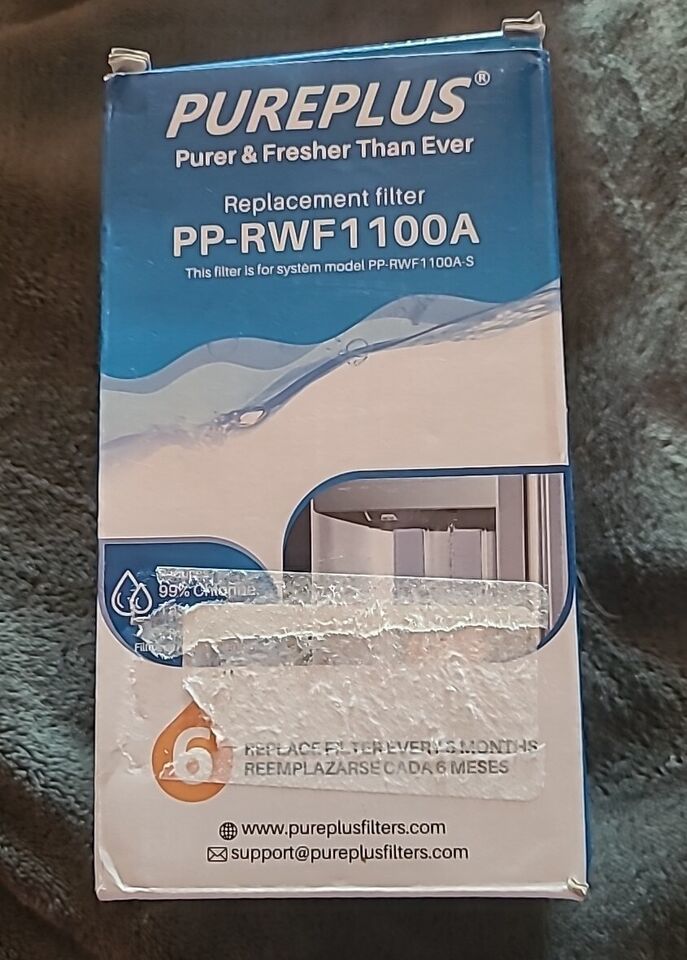 PUREPLUS®
Purer & Fresher Than Ever
Replacement filter
PP-RWF1100A
This filter is for system model PP-RWF1100A-S
99% Chlorine
6
REPLACE FILTER EVERY 6 MONTHS
REEMPLAZARSE CADA 6 MESES
www.pureplusfilters.com
support@pureplusfilters.com